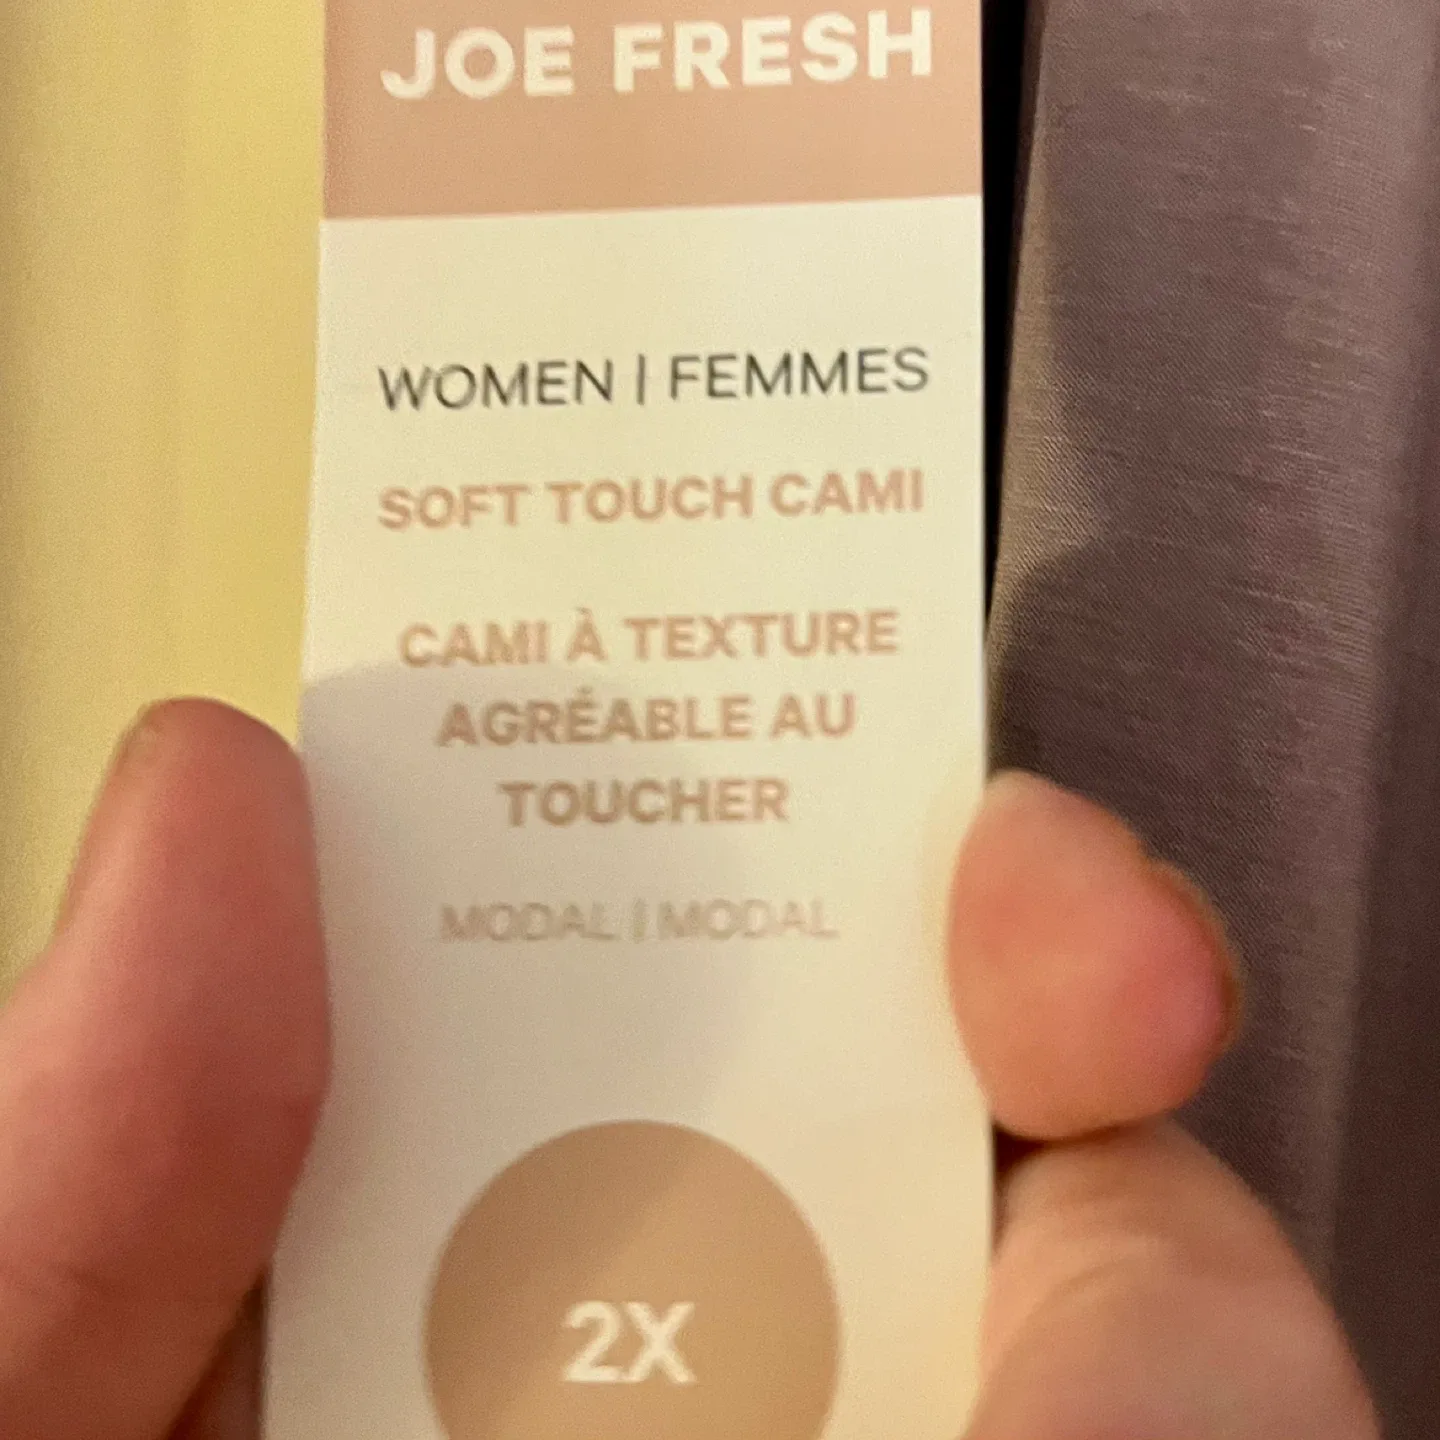 JOE FRESH
WOMEN | FEMMES
SOFT TOUCH CAMI
CAMI À TEXTURE
AGRÉABLE AU
TOUCHER
MODAL | MODAL
2X